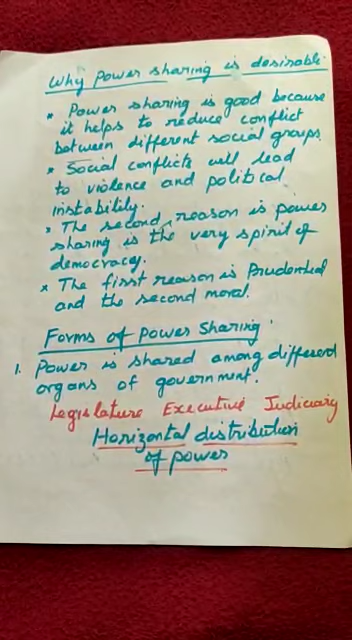 Why Power sharing is desirable.
* Power sharing is good because
it helps to reduce conflict
between different social groups.
* Social conflicts will lead
to violence and political
instability.
* The second reason is power
sharing is the very spirit of
democracy.
* The first reason is Prudential
and the second moral.
Forms of power Sharing.
1. Power is shared among different
organs of government.
Legislature Executive Judiciary
Horizontal distribution
of power